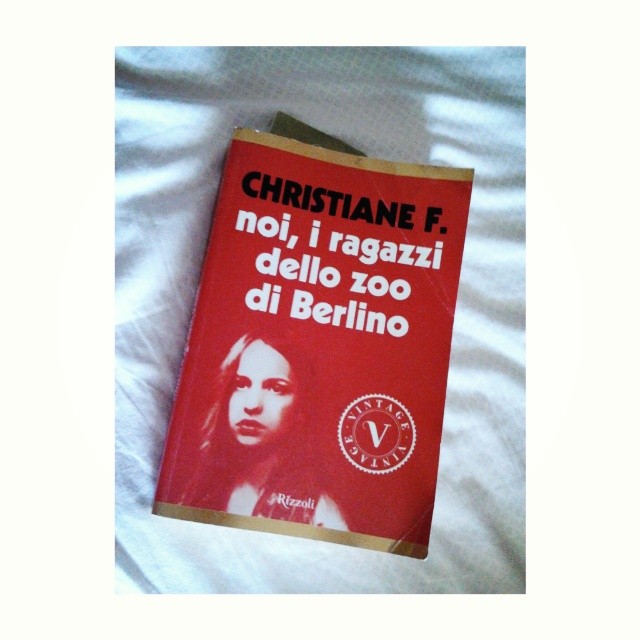 CHRISTIANE F.
noi, i ragazzi
dello zoo
di Berlino
· VINTAGE · VINTAGE
V
Rizzoli